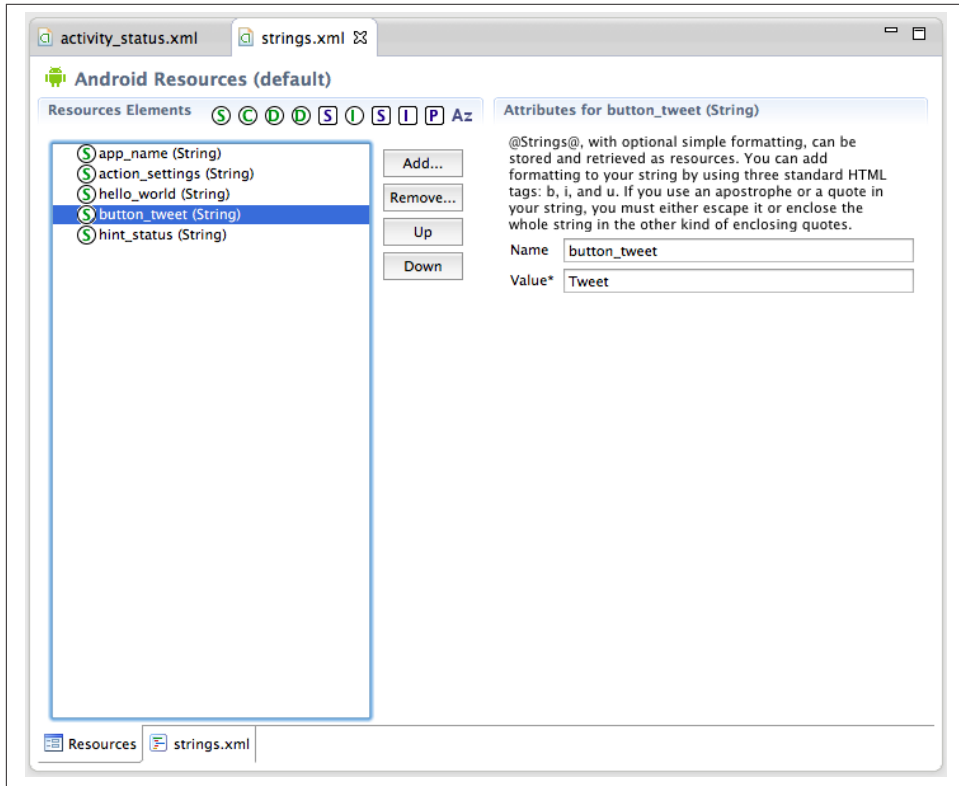 activity_status.xml
strings.xml
Android Resources (default)
Resources Elements
S C D D S I S I P Az
app_name (String)
action_settings (String)
hello_world (String)
button_tweet (String)
hint_status (String)
Add...
Remove...
Up
Down
Attributes for button_tweet (String)
@Strings@, with optional simple formatting, can be
stored and retrieved as resources. You can add
formatting to your string by using three standard HTML
tags: b, i, and u. If you use an apostrophe or a quote in
your string, you must either escape it or enclose the
whole string in the other kind of enclosing quotes.
Name button_tweet
Value* Tweet
Resources
strings.xml